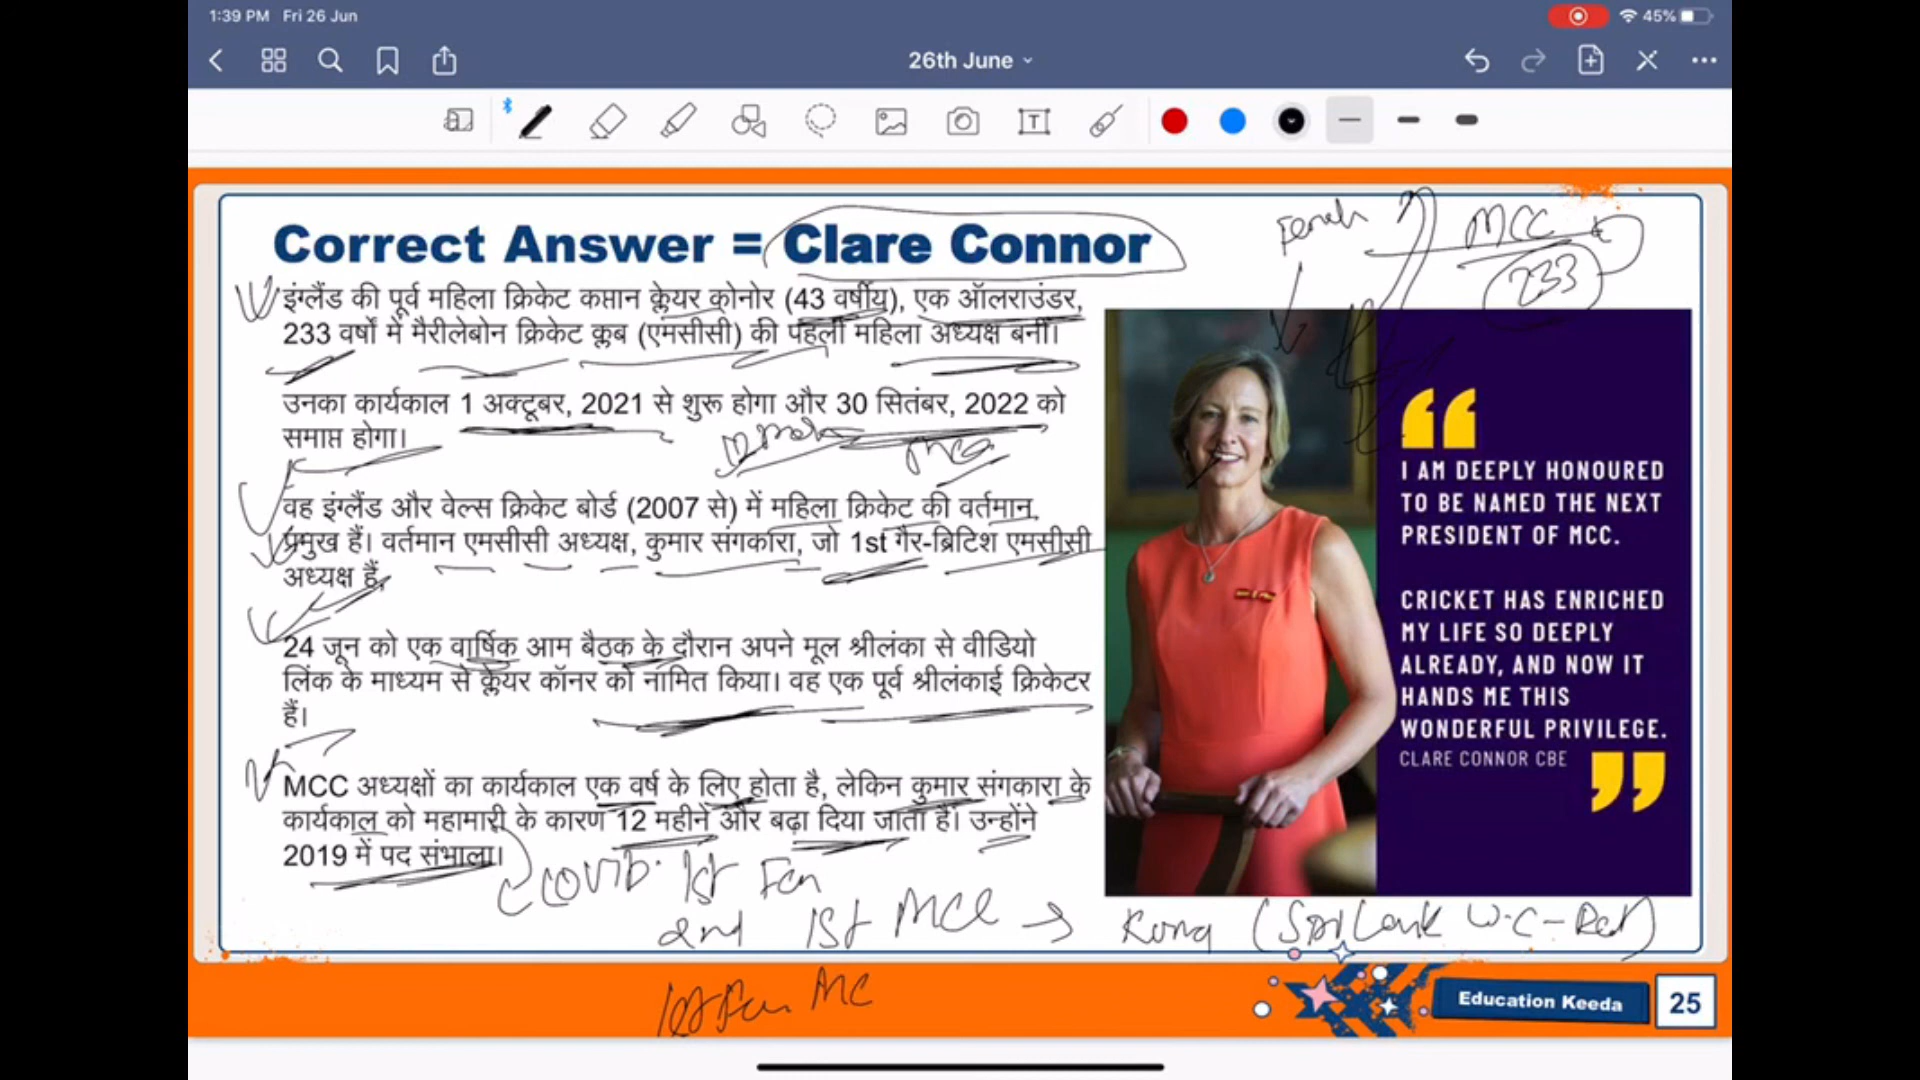 1:39 PM Fri 26 Jun
45%
26th June
T
Correct Answer = Clare Connor
इंग्लैंड की पूर्व महिला क्रिकेट कप्तान क्लेयर कोनोर (43 वर्षीय), एक ऑलराउंडर,
233 वर्षों में मैरीलेबोन क्रिकेट क्लब (एमसीसी) की पहली महिला अध्यक्ष बनीं।
उनका कार्यकाल 1 अक्टूबर, 2021 से शुरू होगा और 30 सितंबर, 2022 को
समाप्त होगा।
MCC
वह इंग्लैंड और वेल्स क्रिकेट बोर्ड (2007 से) में महिला क्रिकेट की वर्तमान
प्रमुख हैं। वर्तमान एमसीसी अध्यक्ष, कुमार संगकारा, जो 1st गैर-ब्रिटिश एमसीसी
अध्यक्ष हैं,
24 जून को एक वार्षिक आम बैठक के दौरान अपने मूल श्रीलंका से वीडियो
लिंक के माध्यम से क्लेयर कॉनर को नामित किया। वह एक पूर्व श्रीलंकाई क्रिकेटर
हैं।
MCC अध्यक्षों का कार्यकाल एक वर्ष के लिए होता है, लेकिन कुमार संगकारा के
कार्यकाल को महामारी के कारण 12 महीने और बढ़ा दिया जाता हैं। उन्होंने
2019 में पद संभाला।
COVID 1st Fem
2nd 1st MCC →
MCC
233
“
I AM DEEPLY HONOURED
TO BE NAMED THE NEXT
PRESIDENT OF MCC.
CRICKET HAS ENRICHED
MY LIFE SO DEEPLY
ALREADY, AND NOW IT
HANDS ME THIS
WONDERFUL PRIVILEGE.
CLARE CONNOR CBE
”
1st Fem MC
Education Keeda
25